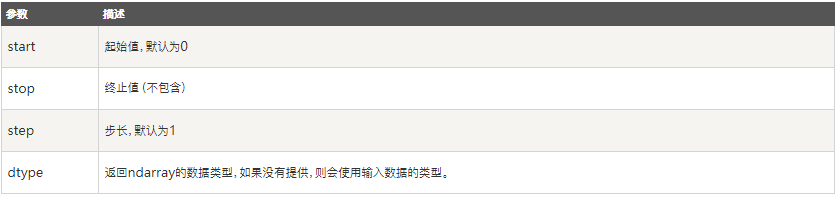 参数 描述
start 起始值，默认为0
stop 终止值（不包含）
step 步长，默认为1
dtype 返回ndarray的数据类型，如果没有提供，则会使用输入数据的类型。